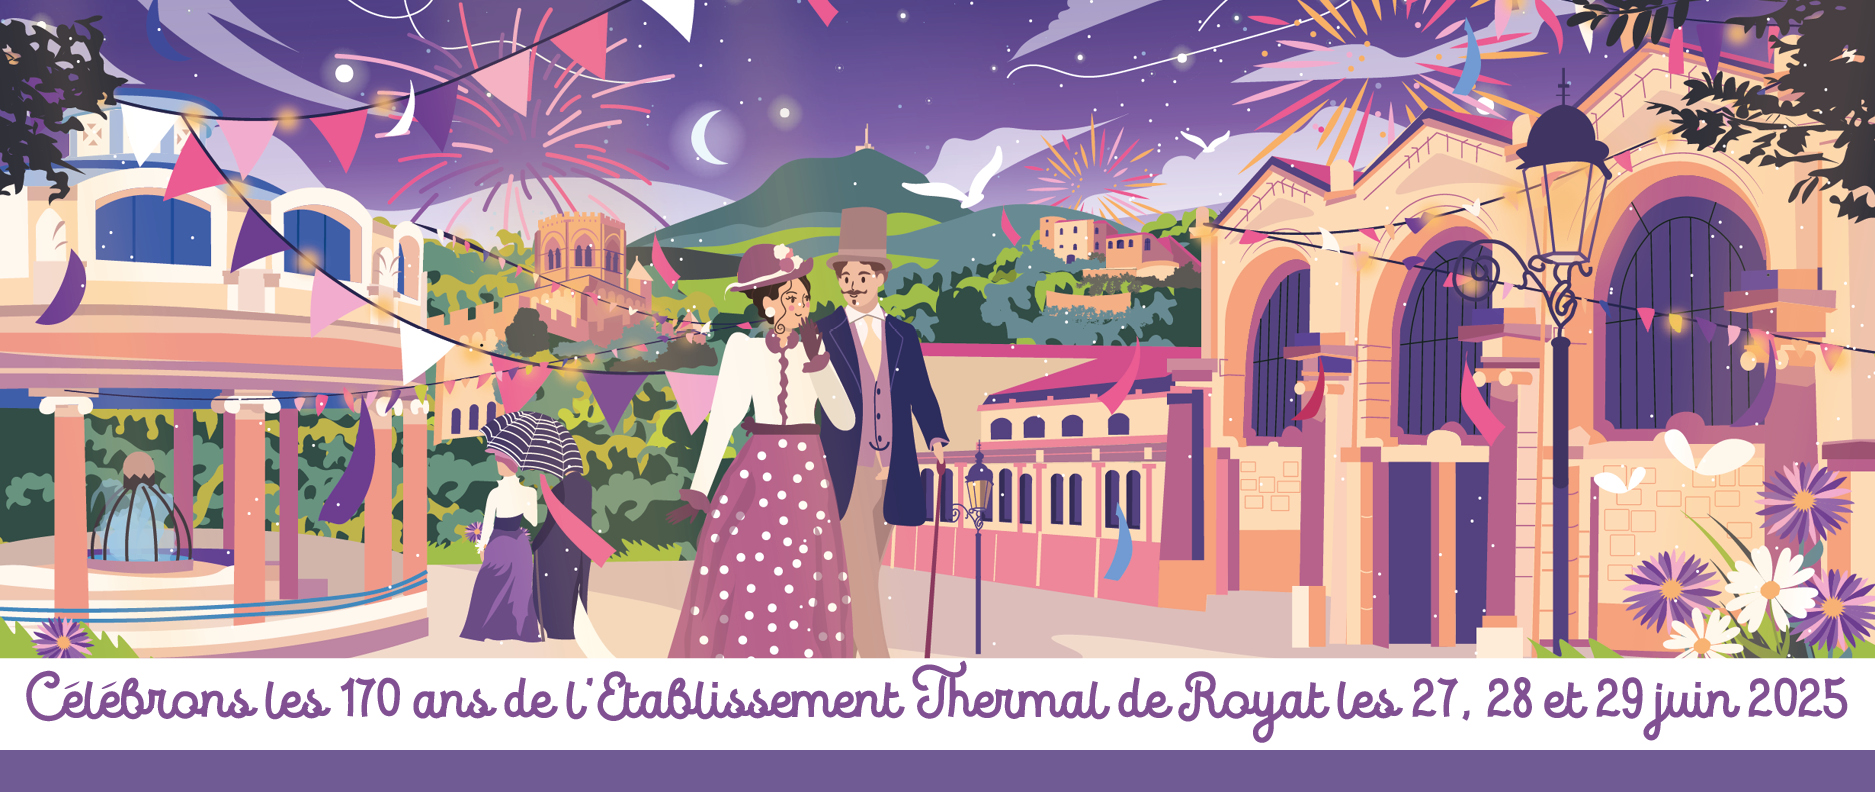 Célébrons les 170 ans de l'Etablissement Thermal de Royat les 27, 28 et 29 juin 2025